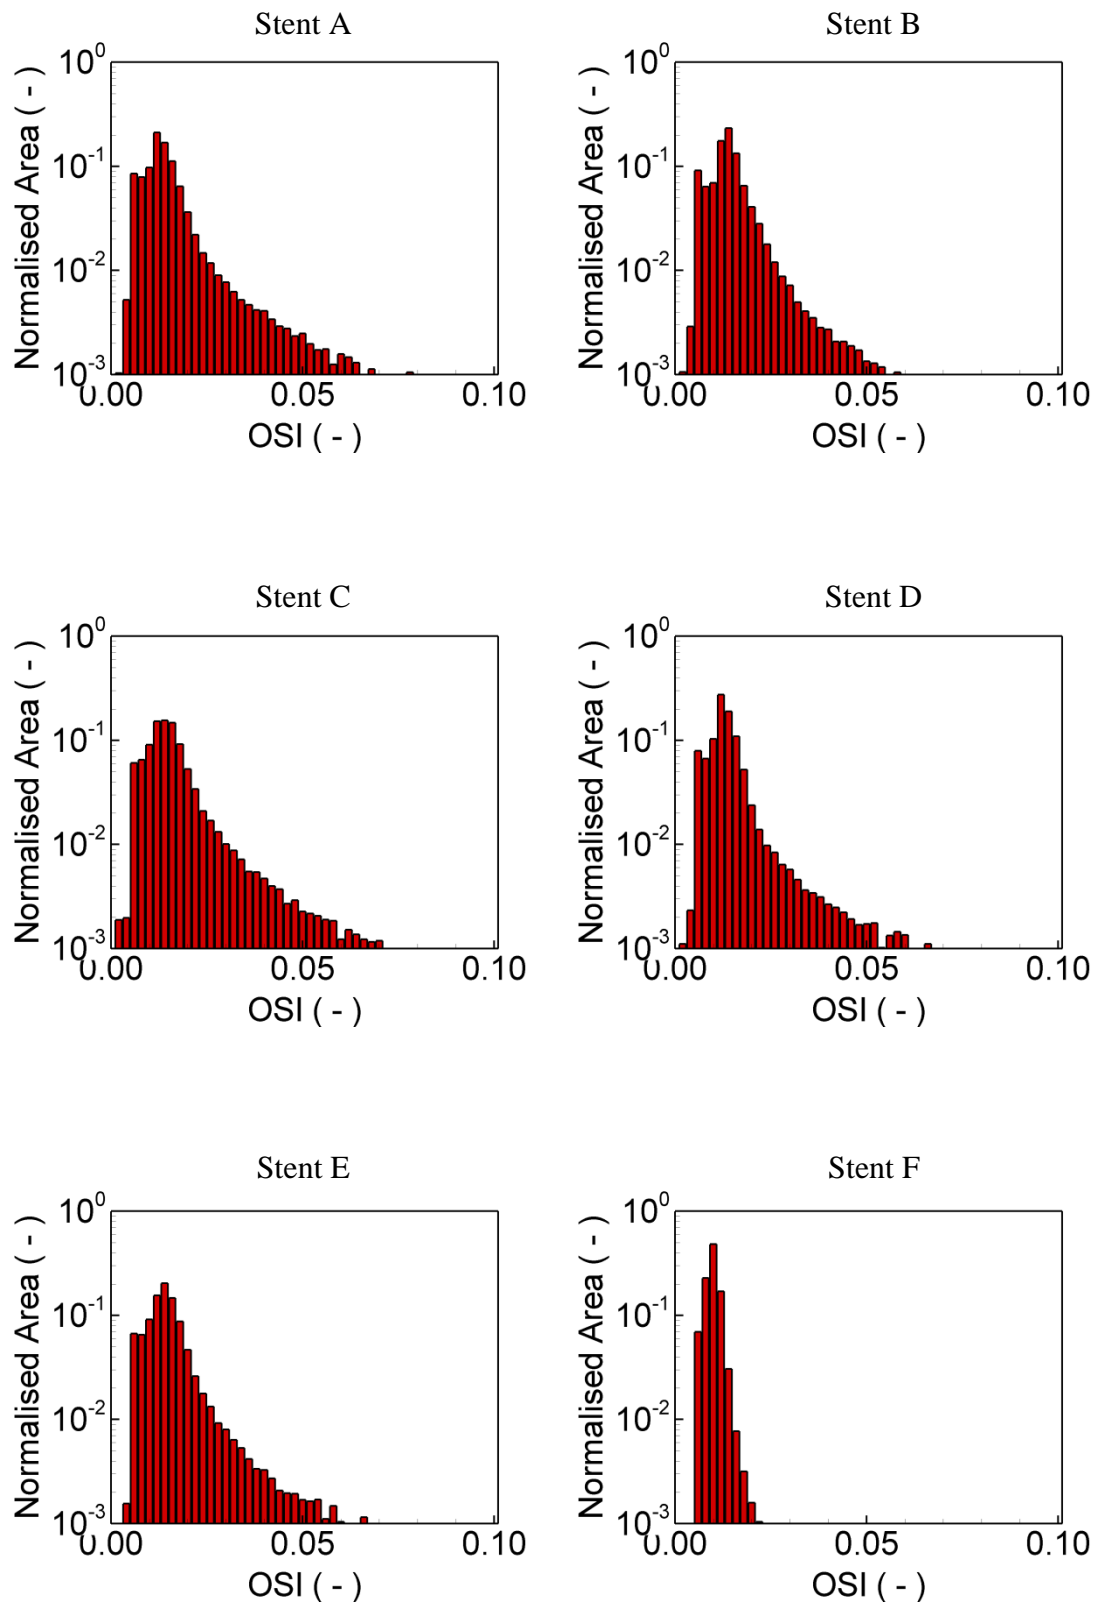 Stent A
Stent B
10^0
10^-1
10^-2
10^-3
Normalised Area ( - )
0.00
0.05
0.10
OSI ( - )
10^0
10^-1
10^-2
10^-3
Normalised Area ( - )
0.00
0.05
0.10
OSI ( - )
Stent C
Stent D
10^0
10^-1
10^-2
10^-3
Normalised Area ( - )
0.00
0.05
0.10
OSI ( - )
10^0
10^-1
10^-2
10^-3
Normalised Area ( - )
0.00
0.05
0.10
OSI ( - )
Stent E
Stent F
10^0
10^-1
10^-2
10^-3
Normalised Area ( - )
0.00
0.05
0.10
OSI ( - )
10^0
10^-1
10^-2
10^-3
Normalised Area ( - )
0.00
0.05
0.10
OSI ( - )